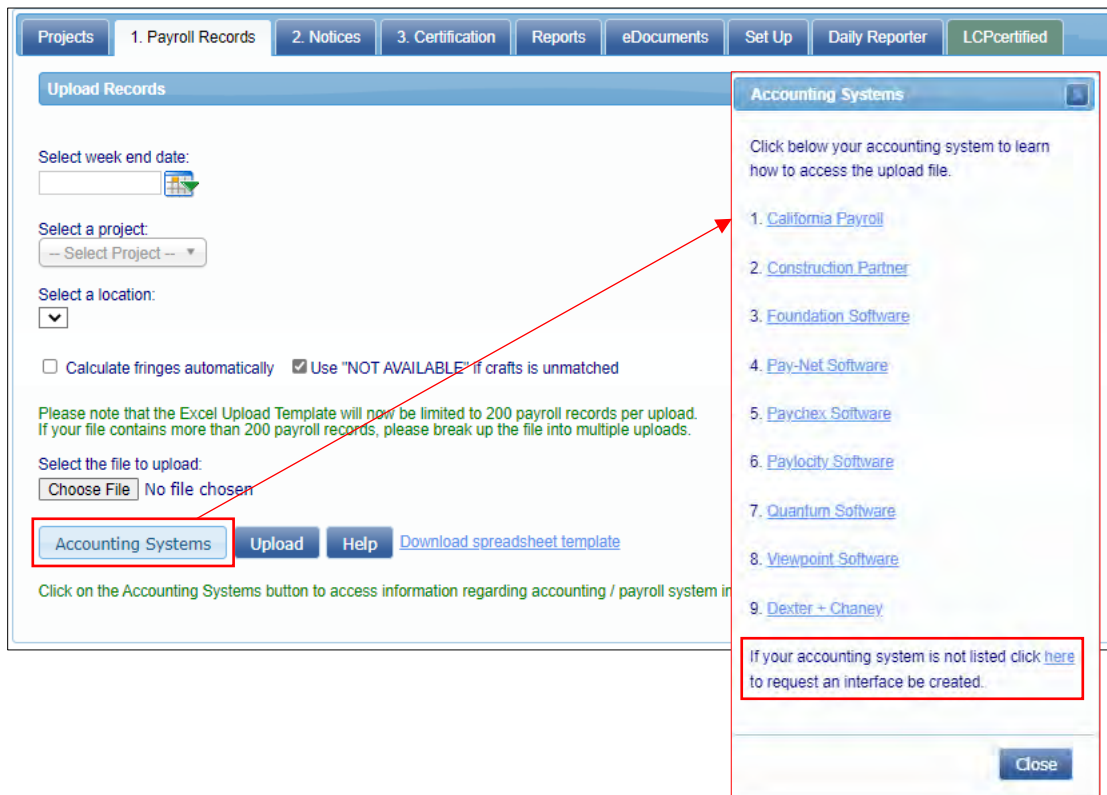 Projects
1. Payroll Records
2. Notices
3. Certification
Reports
eDocuments
Set Up
Daily Reporter
LCPcertified
Upload Records
Select week end date:
Select a project:
-- Select Project --
Select a location:
Calculate fringes automatically
Use "NOT AVAILABLE" if crafts is unmatched
Please note that the Excel Upload Template will now be limited to 200 payroll records per upload.
If your file contains more than 200 payroll records, please break up the file into multiple uploads.
Select the file to upload:
Choose File No file chosen
Accounting Systems
Upload
Help
Download spreadsheet template
Click on the Accounting Systems button to access information regarding accounting / payroll system in
Accounting Systems
Click below your accounting system to learn
how to access the upload file.
1. California Payroll
2. Construction Partner
3. Foundation Software
4. Pay-Net Software
5. Paychex Software
6. Paylocity Software
7. Quantum Software
8. Viewpoint Software
9. Dexter + Chaney
If your accounting system is not listed click here
to request an interface be created.
Close